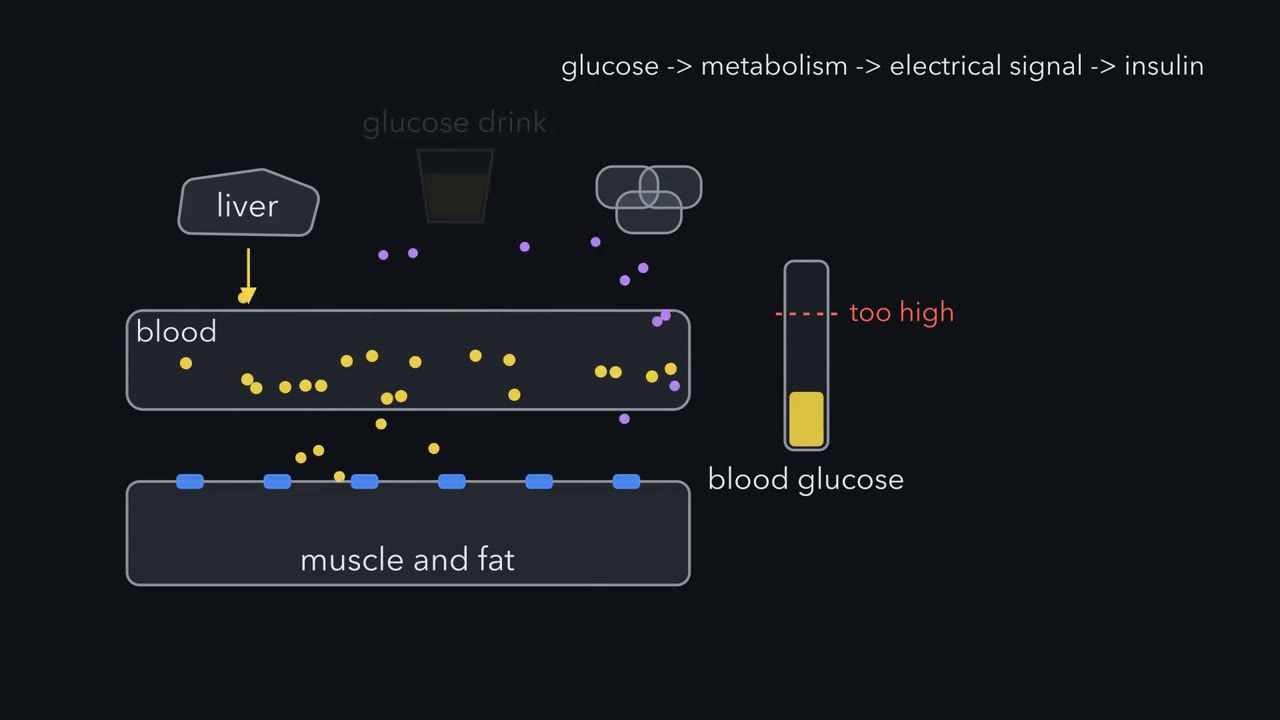 glucose -> metabolism -> electrical signal -> insulin
glucose drink
liver
blood
too high
blood glucose
muscle and fat